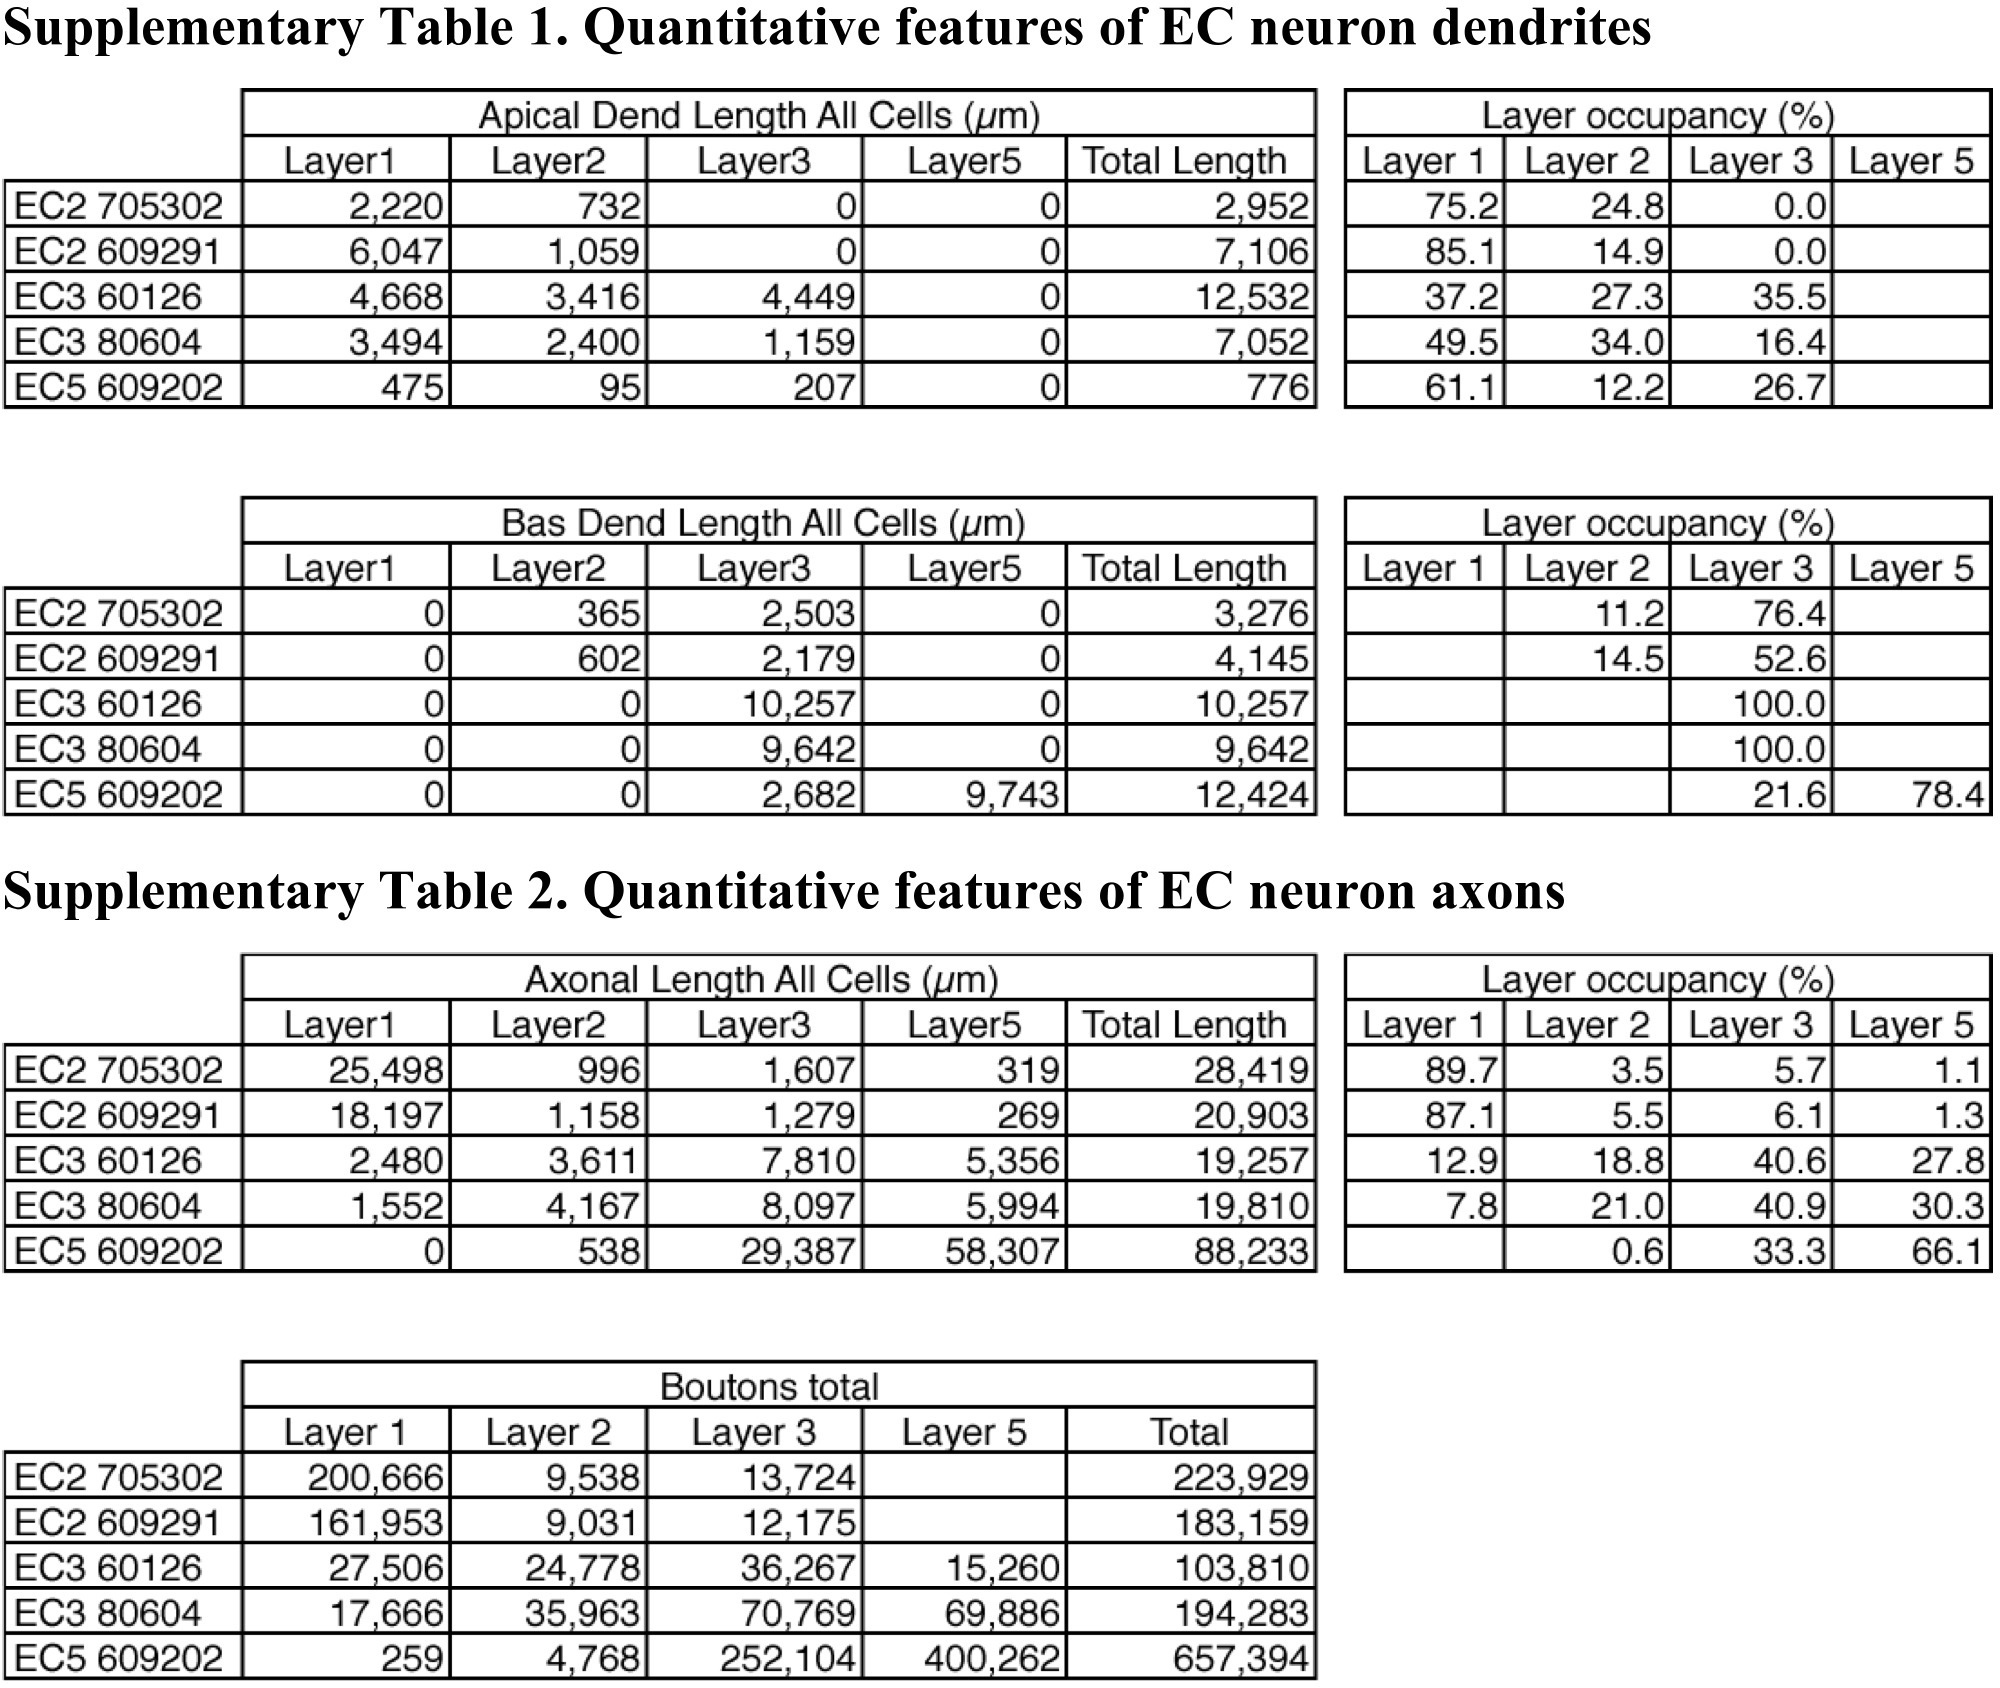 Supplementary Table 1. Quantitative features of EC neuron dendrites
Apical Dend Length All Cells (µm) Layer occupancy (%)
Layer1 Layer2 Layer3 Layer5 Total Length Layer 1 Layer 2 Layer 3 Layer 5
EC2 705302 2,220 732 0 0 2,952 75.2 24.8 0.0
EC2 609291 6,047 1,059 0 0 7,106 85.1 14.9 0.0
EC3 60126 4,668 3,416 4,449 0 12,532 37.2 27.3 35.5
EC3 80604 3,494 2,400 1,159 0 7,052 49.5 34.0 16.4
EC5 609202 475 95 207 0 776 61.1 12.2 26.7
Bas Dend Length All Cells (µm) Layer occupancy (%)
Layer1 Layer2 Layer3 Layer5 Total Length Layer 1 Layer 2 Layer 3 Layer 5
EC2 705302 0 365 2,503 0 3,276 11.2 76.4
EC2 609291 0 602 2,179 0 4,145 14.5 52.6
EC3 60126 0 0 10,257 0 10,257 100.0
EC3 80604 0 0 9,642 0 9,642 100.0
EC5 609202 0 0 2,682 9,743 12,424 21.6 78.4
Supplementary Table 2. Quantitative features of EC neuron axons
Axonal Length All Cells (µm) Layer occupancy (%)
Layer1 Layer2 Layer3 Layer5 Total Length Layer 1 Layer 2 Layer 3 Layer 5
EC2 705302 25,498 996 1,607 319 28,419 89.7 3.5 5.7 1.1
EC2 609291 18,197 1,158 1,279 269 20,903 87.1 5.5 6.1 1.3
EC3 60126 2,480 3,611 7,810 5,356 19,257 12.9 18.8 40.6 27.8
EC3 80604 1,552 4,167 8,097 5,994 19,810 7.8 21.0 40.9 30.3
EC5 609202 0 538 29,387 58,307 88,233 0.6 33.3 66.1
Boutons total
Layer 1 Layer 2 Layer 3 Layer 5 Total
EC2 705302 200,666 9,538 13,724 223,929
EC2 609291 161,953 9,031 12,175 183,159
EC3 60126 27,506 24,778 36,267 15,260 103,810
EC3 80604 17,666 35,963 70,769 69,886 194,283
EC5 609202 259 4,768 252,104 400,262 657,394